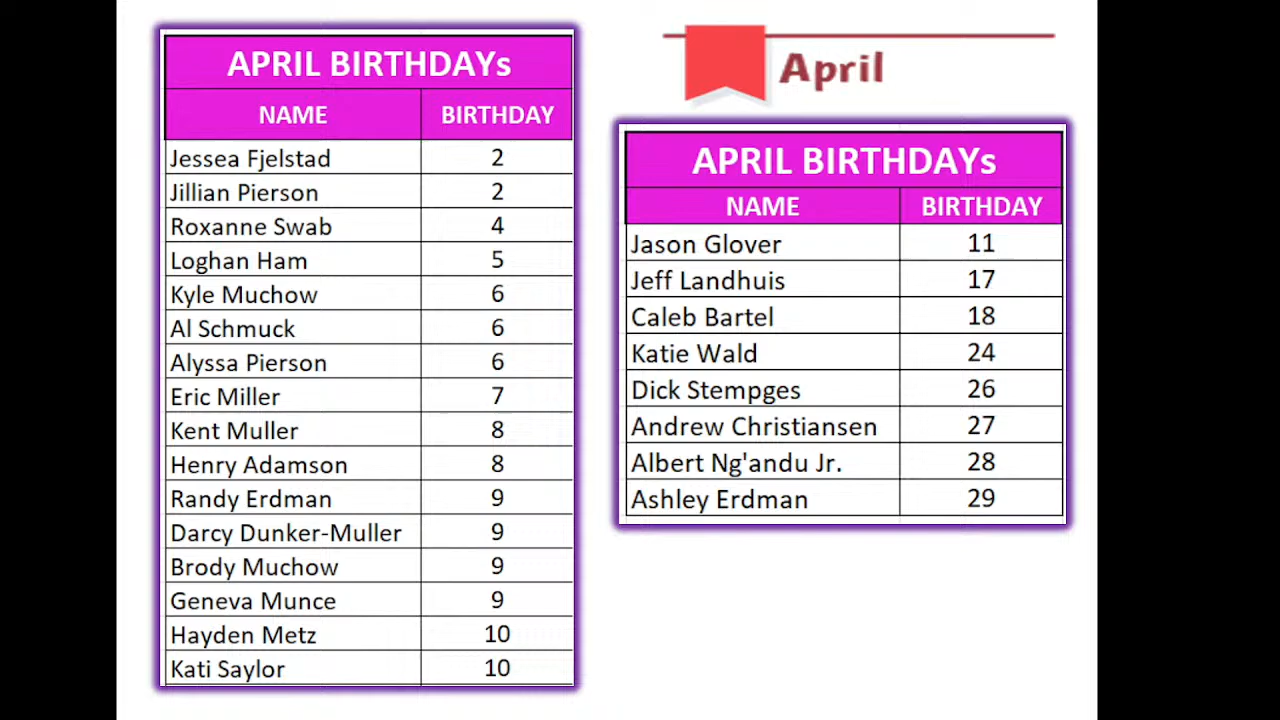 APRIL BIRTHDAYs
NAME BIRTHDAY
Jessea Fjelstad 2
Jillian Pierson 2
Roxanne Swab 4
Loghan Ham 5
Kyle Muchow 6
Al Schmuck 6
Alyssa Pierson 6
Eric Miller 7
Kent Muller 8
Henry Adamson 8
Randy Erdman 9
Darcy Dunker-Muller 9
Brody Muchow 9
Geneva Munce 9
Hayden Metz 10
Kati Saylor 10
April
APRIL BIRTHDAYs
NAME BIRTHDAY
Jason Glover 11
Jeff Landhuis 17
Caleb Bartel 18
Katie Wald 24
Dick Stempges 26
Andrew Christiansen 27
Albert Ng'andu Jr. 28
Ashley Erdman 29